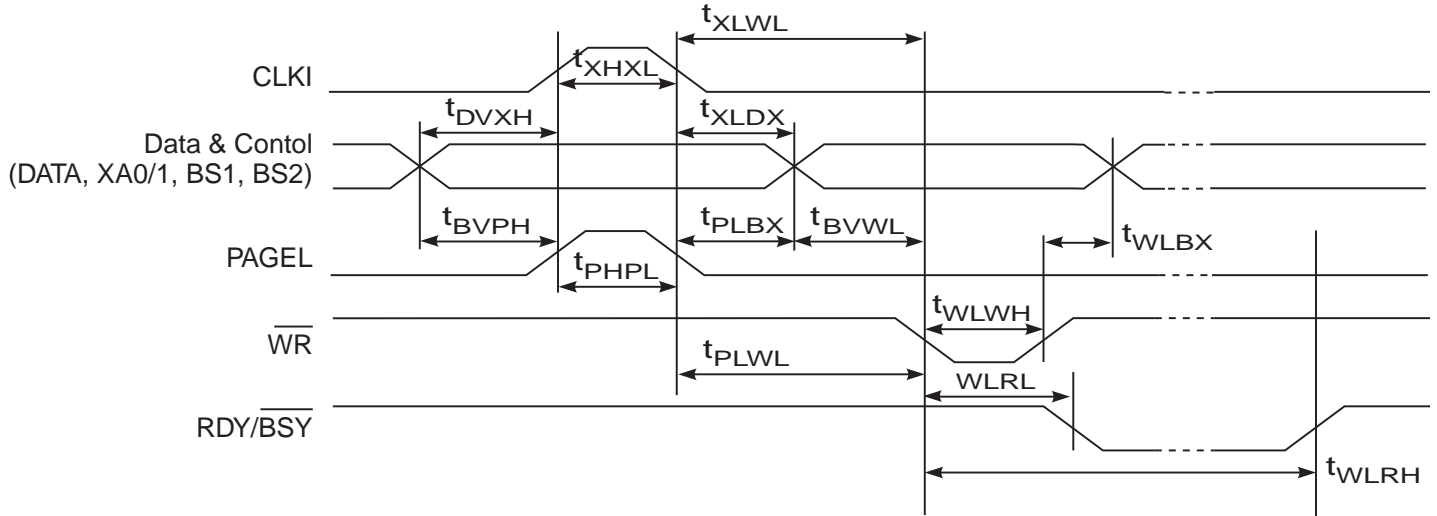 tXLWL
CLKI
tXHXL
tDVXH
tXLDX
Data & Contol
(DATA, XA0/1, BS1, BS2)
tBVPH
tPLBX
tBVWL
tWLBX
PAGEL
tPHPL
tWLWH
WR
tPLWL
WLRL
RDY/BSY
tWLRH